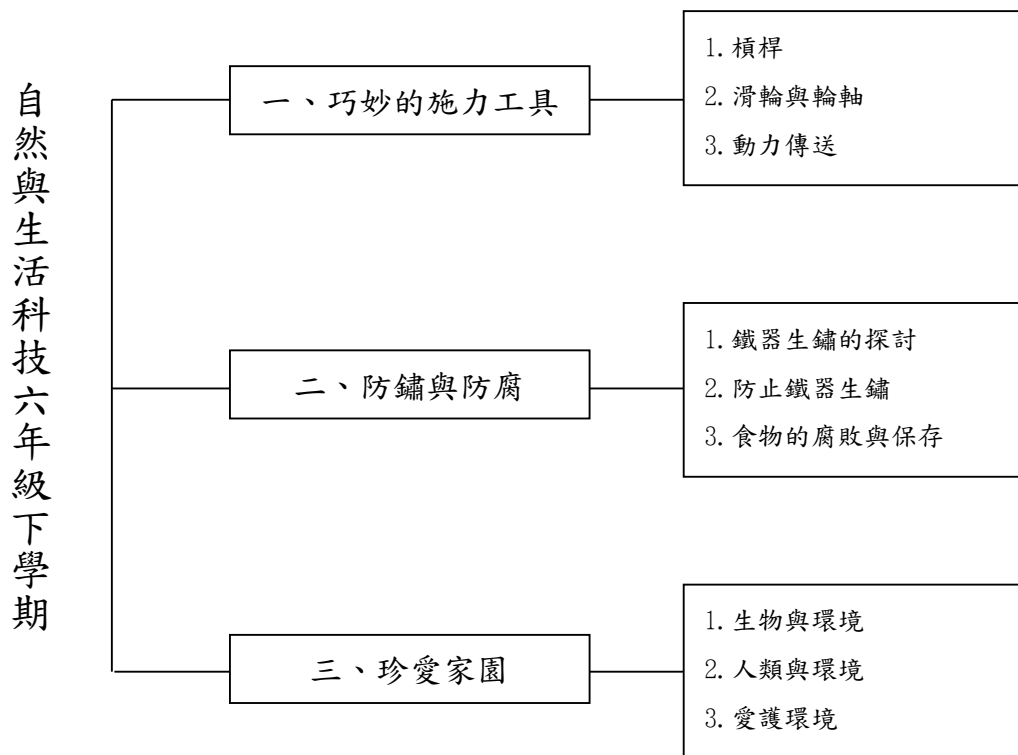 自然與生活科技六年級下學期
一、巧妙的施力工具
1.槓桿
2.滑輪與輪軸
3.動力傳送
二、防鏽與防腐
1.鐵器生鏽的探討
2.防止鐵器生鏽
3.食物的腐敗與保存
三、珍愛家園
1.生物與環境
2.人類與環境
3.愛護環境